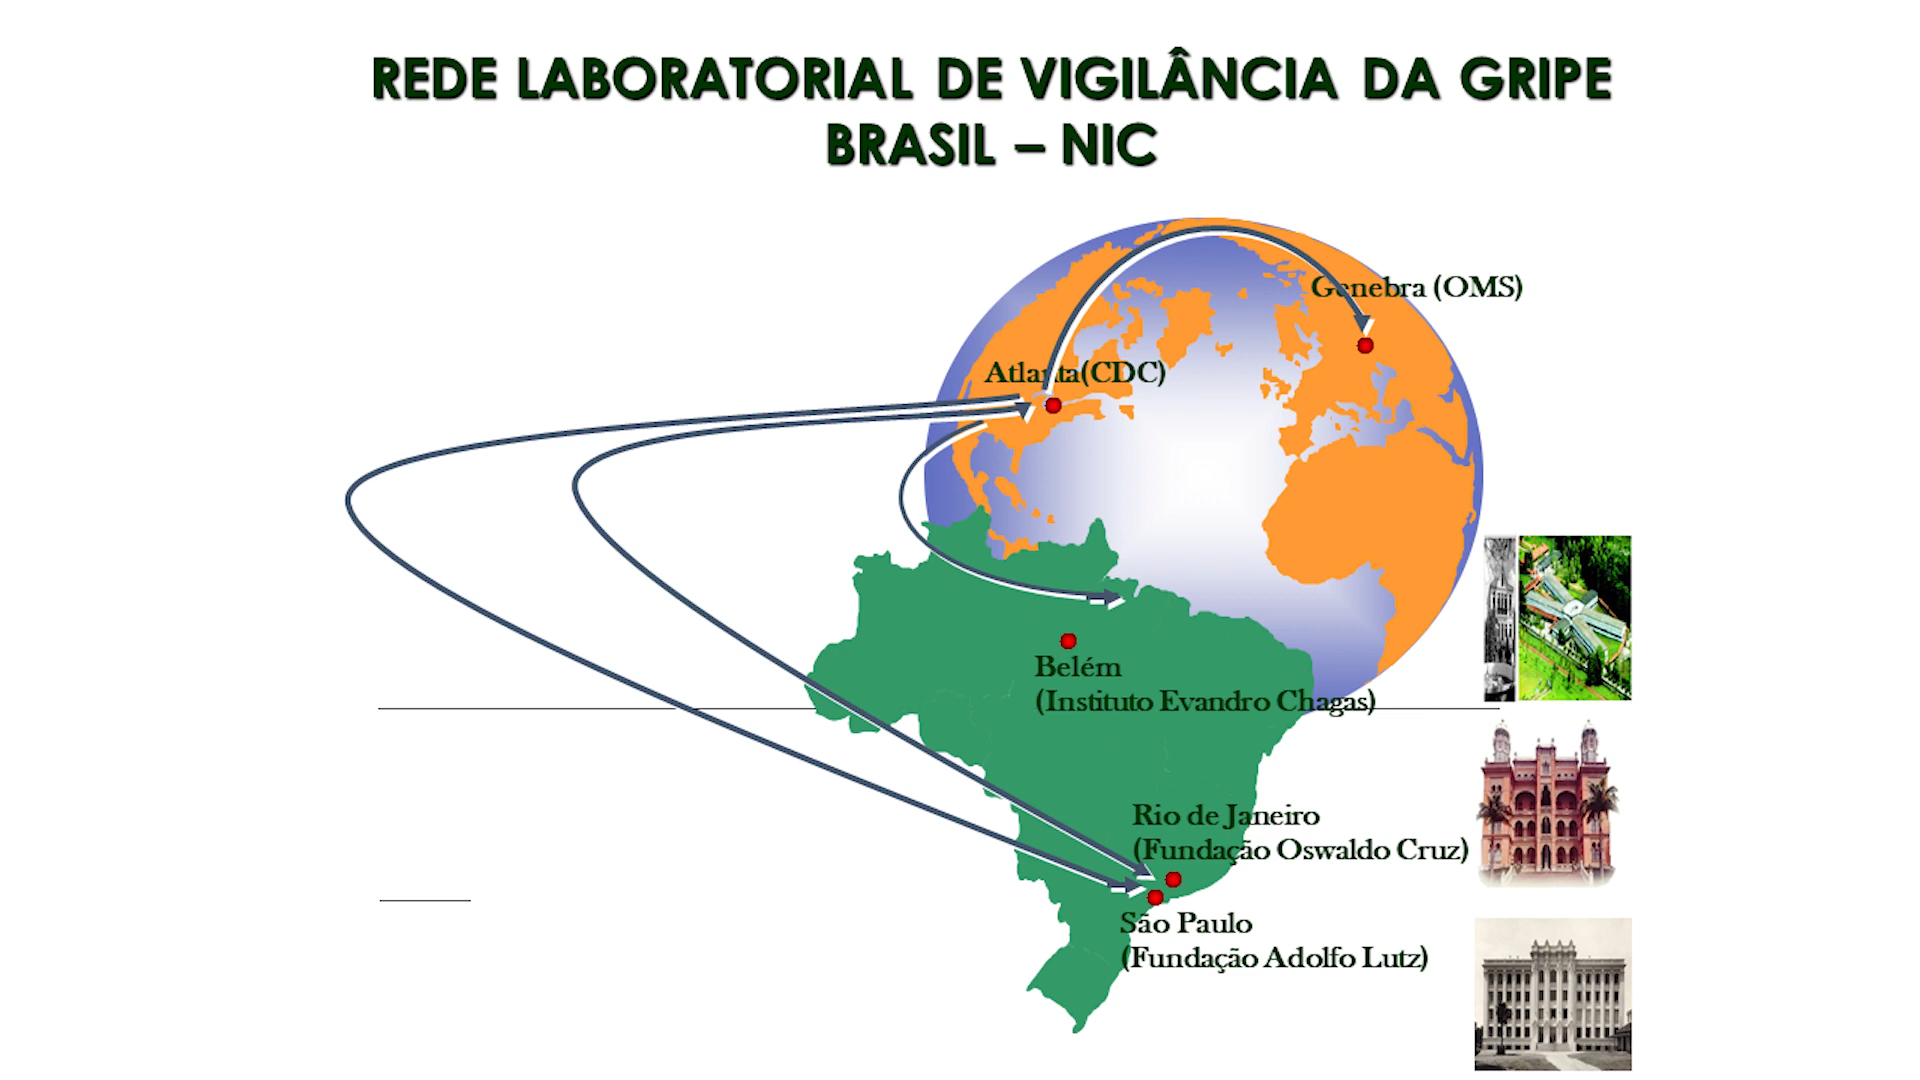 REDE LABORATORIAL DE VIGILÂNCIA DA GRIPE
BRASIL – NIC
Genebra (OMS)
Atlanta(CDC)
Belém
(Instituto Evandro Chagas)
Rio de Janeiro
(Fundação Oswaldo Cruz)
São Paulo
(Fundação Adolfo Lutz)